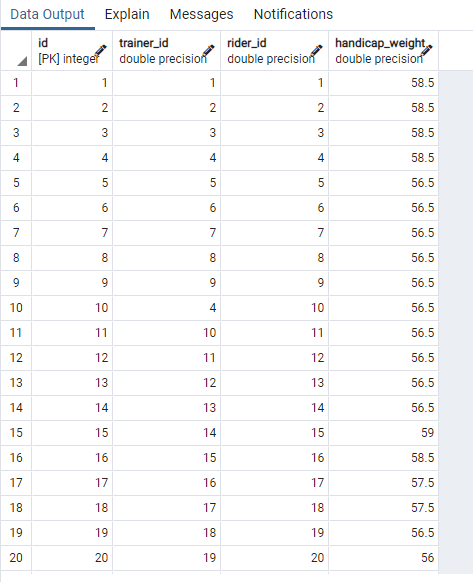 Data Output Explain Messages Notifications
id trainer_id rider_id handicap_weight
[PK] integer double precision double precision double precision
1 1 1 1 58.5
2 2 2 2 58.5
3 3 3 3 58.5
4 4 4 4 58.5
5 5 5 5 56.5
6 6 6 6 56.5
7 7 7 7 56.5
8 8 8 8 56.5
9 9 9 9 56.5
10 10 4 10 56.5
11 11 10 11 56.5
12 12 11 12 56.5
13 13 12 13 56.5
14 14 13 14 56.5
15 15 14 15 59
16 16 15 16 58.5
17 17 16 17 57.5
18 18 17 18 57.5
19 19 18 19 56.5
20 20 19 20 56